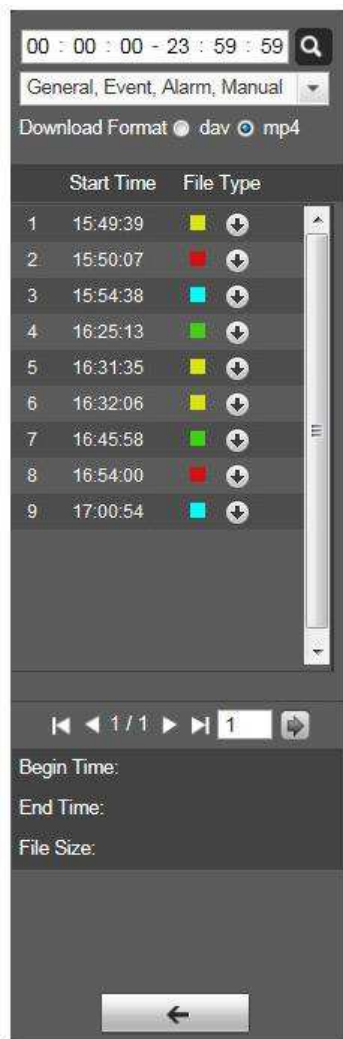 00 : 00 : 00 - 23 : 59 : 59
General, Event, Alarm, Manual
Download Format dav mp4
Start Time File Type
1 15:49:39
2 15:50:07
3 15:54:38
4 16:25:13
5 16:31:35
6 16:32:06
7 16:45:58
8 16:54:00
9 17:00:54
1 / 1 1
Begin Time:
End Time:
File Size: